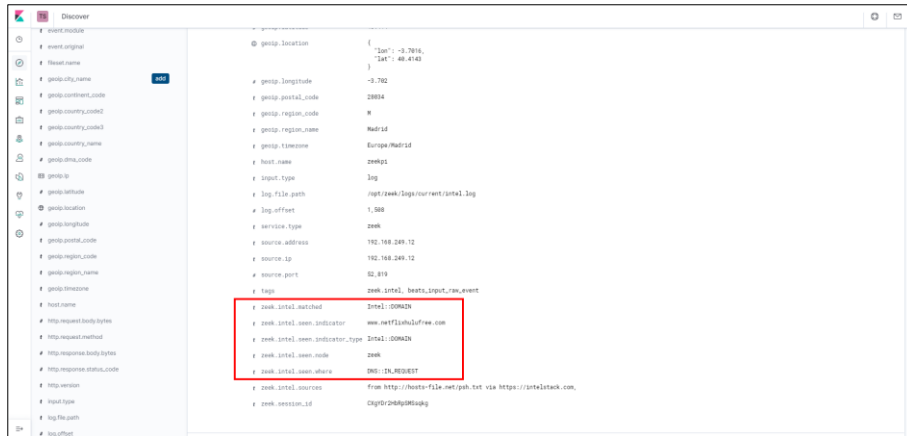 TS Discover
event.module
event.original
fileset.name
geoip.city_name add
geoip.continent_code
geoip.country_code2
geoip.country_code3
geoip.country_name
geoip.dma_code
geoip.ip
geoip.latitude
geoip.location
geoip.longitude
geoip.postal_code
geoip.region_code
geoip.region_name
geoip.timezone
host.name
http.request.body.bytes
http.request.method
http.response.body.bytes
http.response.status_code
http.version
input.type
log.file.path
log.offset
geoip.location {
"lon": -3.7016,
"lat": 40.4143
}
geoip.longitude -3.702
geoip.postal_code 28034
geoip.region_code M
geoip.region_name Madrid
geoip.timezone Europe/Madrid
host.name zeekpi
input.type log
log.file.path /opt/zeek/logs/current/intel.log
log.offset 1,508
service.type zeek
source.address 192.168.249.12
source.ip 192.168.249.12
source.port 52,819
tags zeek.intel, beats_input_raw_event
zeek.intel.matched Intel::DOMAIN
zeek.intel.seen.indicator www.netflixhulufree.com
zeek.intel.seen.indicator_type Intel::DOMAIN
zeek.intel.seen.node zeek
zeek.intel.seen.where DNS::IN_REQUEST
zeek.intel.sources from http://hosts-file.net/psh.txt via https://intelstack.com,
zeek.session_id